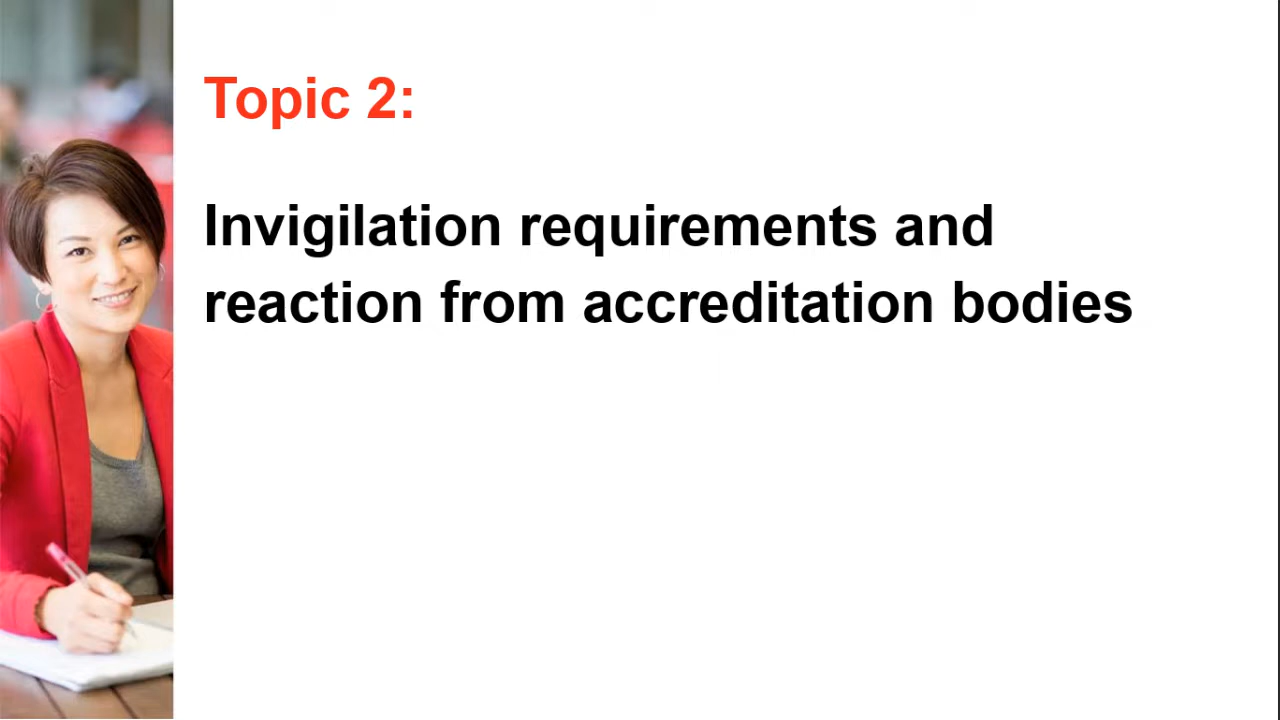 Topic 2:
Invigilation requirements and
reaction from accreditation bodies